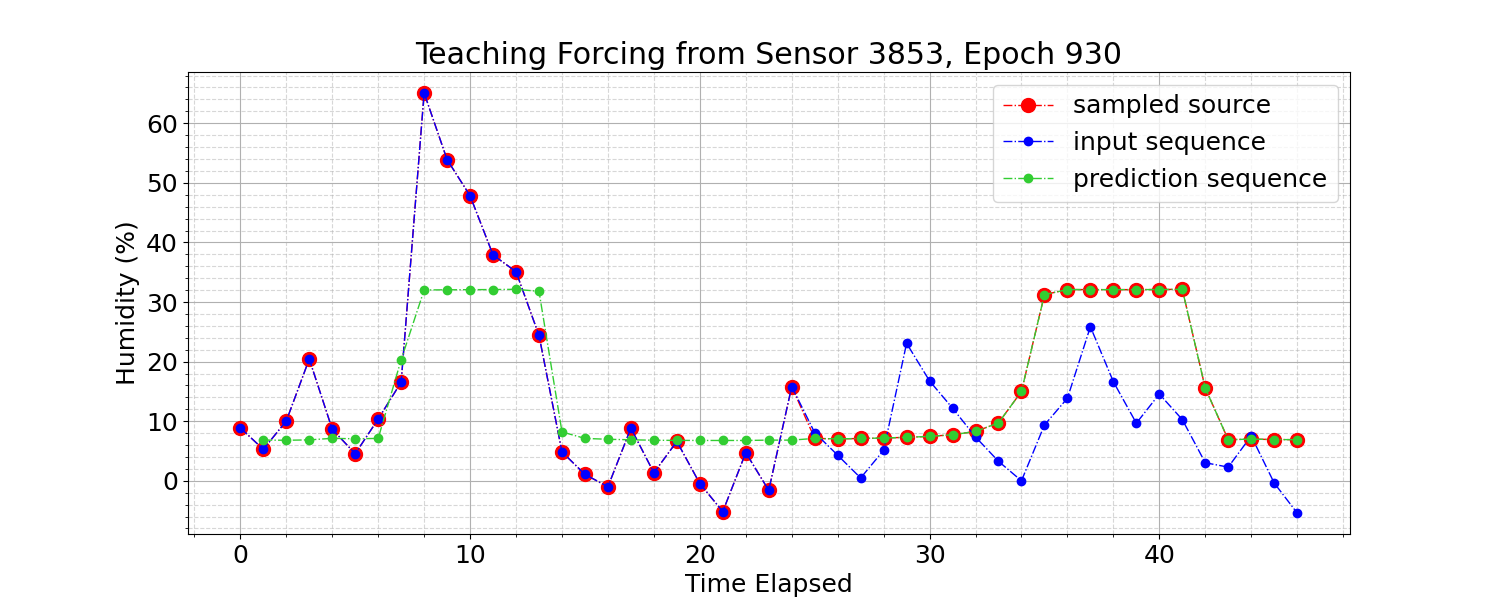 Teaching Forcing from Sensor 3853, Epoch 930
sampled source
input sequence
prediction sequence
Humidity (%)
60
50
40
30
20
10
0
0 10 20 30 40
Time Elapsed